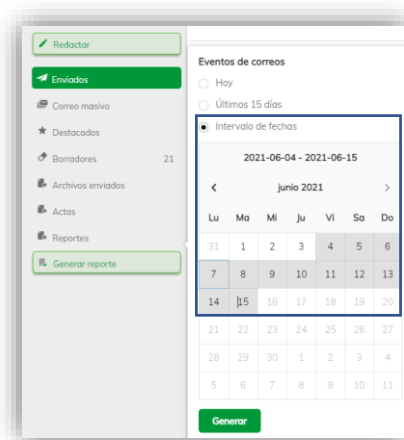 Redactar
Enviados
Correo masivo
Destacados
Borradores 21
Archivos enviados
Actas
Reportes
Generar reporte
Eventos de correos
Hoy
Últimos 15 días
Intervalo de fechas
2021-06-04 - 2021-06-15
junio 2021
Lu Ma Mi Ju Vi Sa Do
31 1 2 3 4 5 6
7 8 9 10 11 12 13
14 15 16 17 18 19 20
21 22 23 24 25 26 27
28 29 30 1 2 3 4
5 6 7 8 9 10 11
Generar